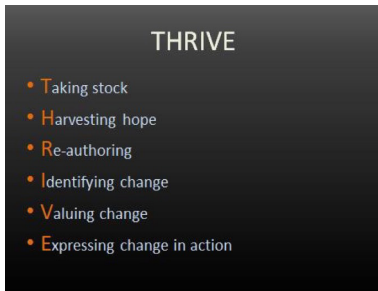 THRIVE
• Taking stock
• Harvesting hope
• Re-authoring
• Identifying change
• Valuing change
• Expressing change in action